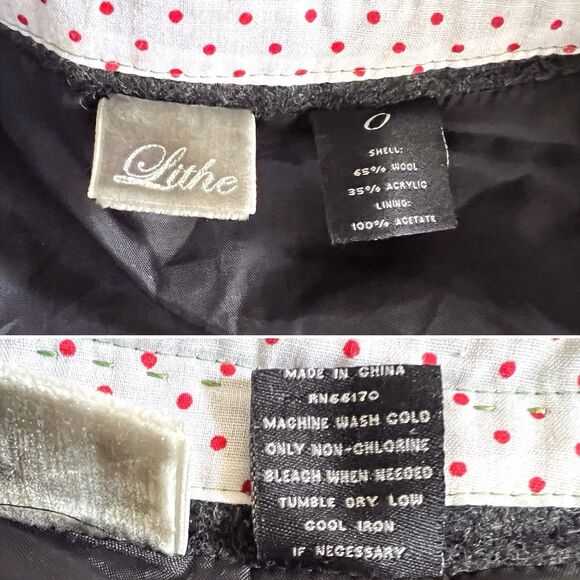 Lithe
0
SHELL:
65% WOOL
35% ACRYLIC
LINING:
100% ACETATE
MADE IN CHINA
RN66170
MACHINE WASH COLD
ONLY NON-CHLORINE
BLEACH WHEN NEEDED
TUMBLE DRY LOW
COOL IRON
IF NECESSARY.